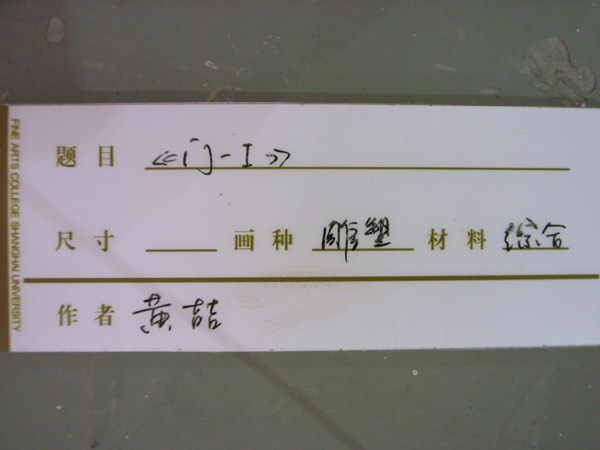 FINE ARTS COLLEGE SHANGHAI UNIVERSITY
题目 《门-I》
尺寸 画种 雕塑 材料 综合
作者 黄喆